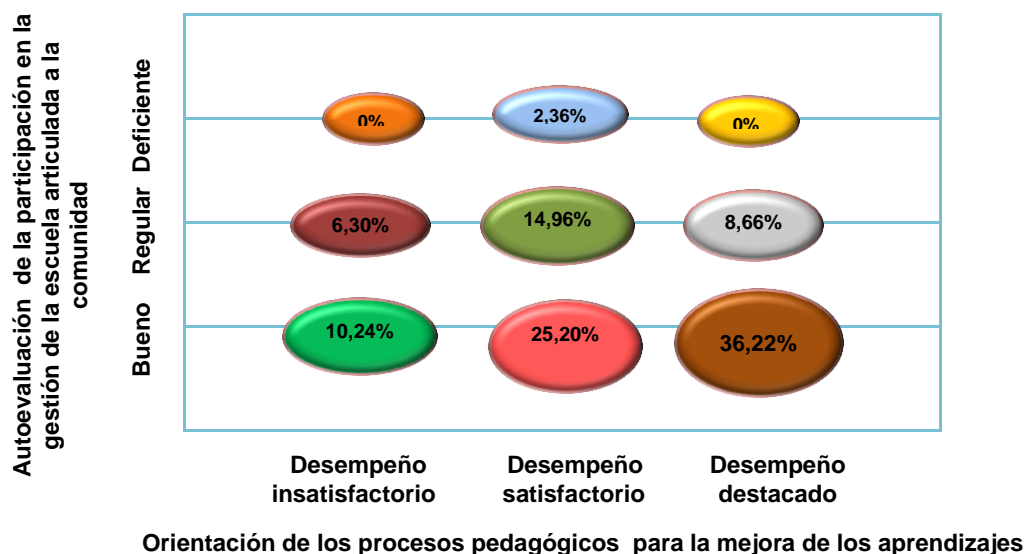 Autoevaluación de la participación en la
gestión de la escuela articulada a la
comunidad
Deficiente
Regular
Bueno
0%
2,36%
0%
6,30%
14,96%
8,66%
10,24%
25,20%
36,22%
Desempeño
insatisfactorio
Desempeño
satisfactorio
Desempeño
destacado
Orientación de los procesos pedagógicos para la mejora de los aprendizajes